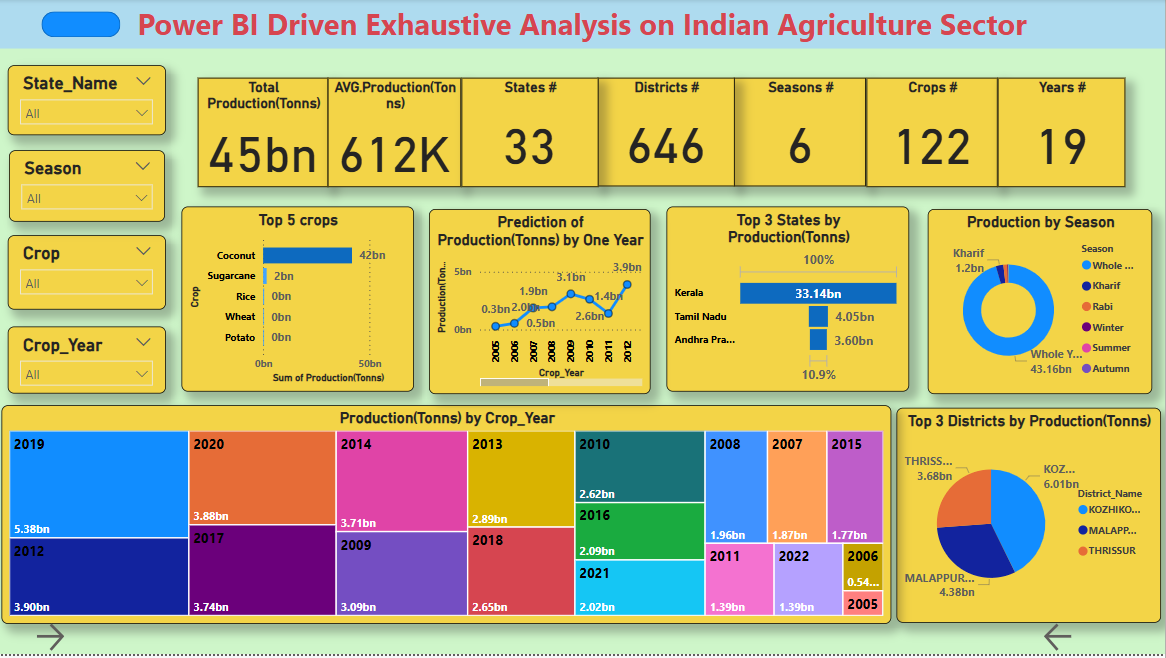 Power BI Driven Exhaustive Analysis on Indian Agriculture Sector
State_Name
All
Season
All
Crop
All
Crop_Year
All
Total
Production(Tonns)
45bn
AVG.Production(Ton
ns)
612K
States #
33
Districts #
646
Seasons #
6
Crops #
122
Years #
19
Top 5 crops
Crop
Coconut
42bn
Sugarcane
2bn
Rice
0bn
Wheat
0bn
Potato
0bn
0bn
50bn
Sum of Production(Tonns)
Prediction of
Production(Tonns) by One Year
Production(Ton...
5bn
0bn
0.3bn
0.5bn
1.9bn
2.0bn
3.1bn
2.6bn
1.4bn
3.9bn
2005
2006
2007
2008
2009
2010
2011
2012
Crop_Year
Top 3 States by
Production(Tonns)
100%
Kerala
33.14bn
Tamil Nadu
4.05bn
Andhra Pra...
3.60bn
10.9%
Production by Season
Kharif
1.2bn
Whole Y...
43.16bn
Season
Whole ...
Kharif
Rabi
Winter
Summer
Autumn
Production(Tonns) by Crop_Year
2019
5.38bn
2012
3.90bn
2020
3.88bn
2017
3.74bn
2014
3.71bn
2009
3.09bn
2013
2.89bn
2018
2.65bn
2010
2.62bn
2016
2.09bn
2021
2.02bn
2008
1.96bn
2007
1.87bn
2015
1.77bn
2011
1.39bn
2022
1.39bn
2006
0.54...
2005
Top 3 Districts by Production(Tonns)
THRISS...
3.68bn
KOZ...
6.01bn
MALAPPUR...
4.38bn
District_Name
KOZHIKO...
MALAPP...
THRISSUR